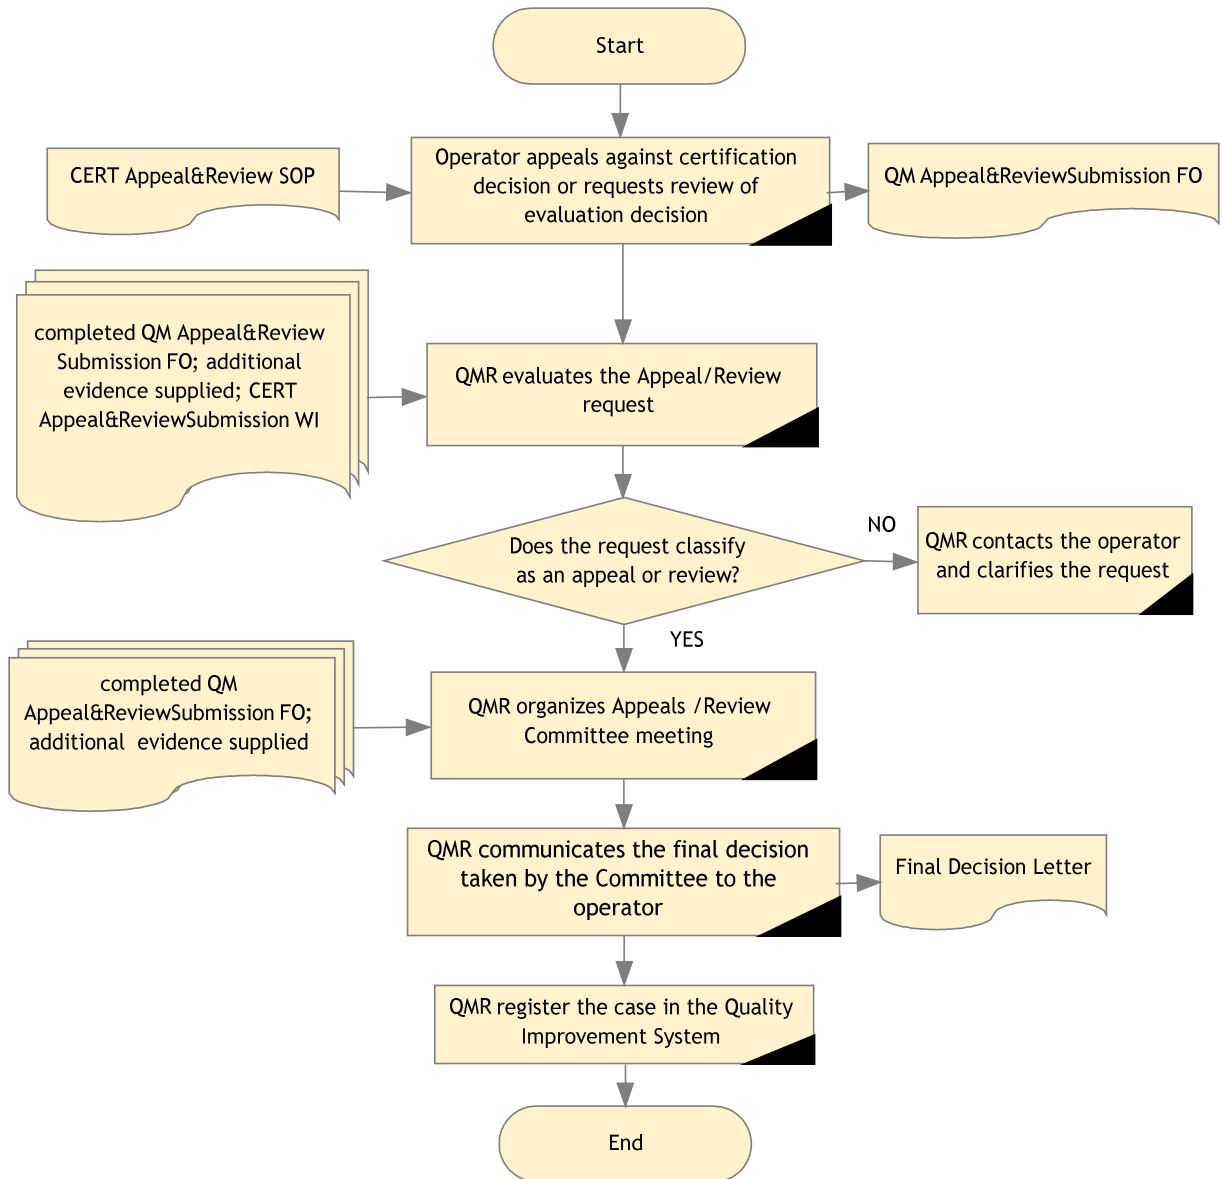 Start
CERT Appeal&Review SOP
Operator appeals against certification
decision or requests review of
evaluation decision
QM Appeal&ReviewSubmission FO
completed QM Appeal&Review
Submission FO; additional
evidence supplied; CERT
Appeal&ReviewSubmission WI
QMR evaluates the Appeal/Review
request
Does the request classify
as an appeal or review?
NO
QMR contacts the operator
and clarifies the request
YES
completed QM
Appeal&ReviewSubmission FO;
additional evidence supplied
QMR organizes Appeals /Review
Committee meeting
QMR communicates the final decision
taken by the Committee to the
operator
Final Decision Letter
QMR register the case in the Quality
Improvement System
End